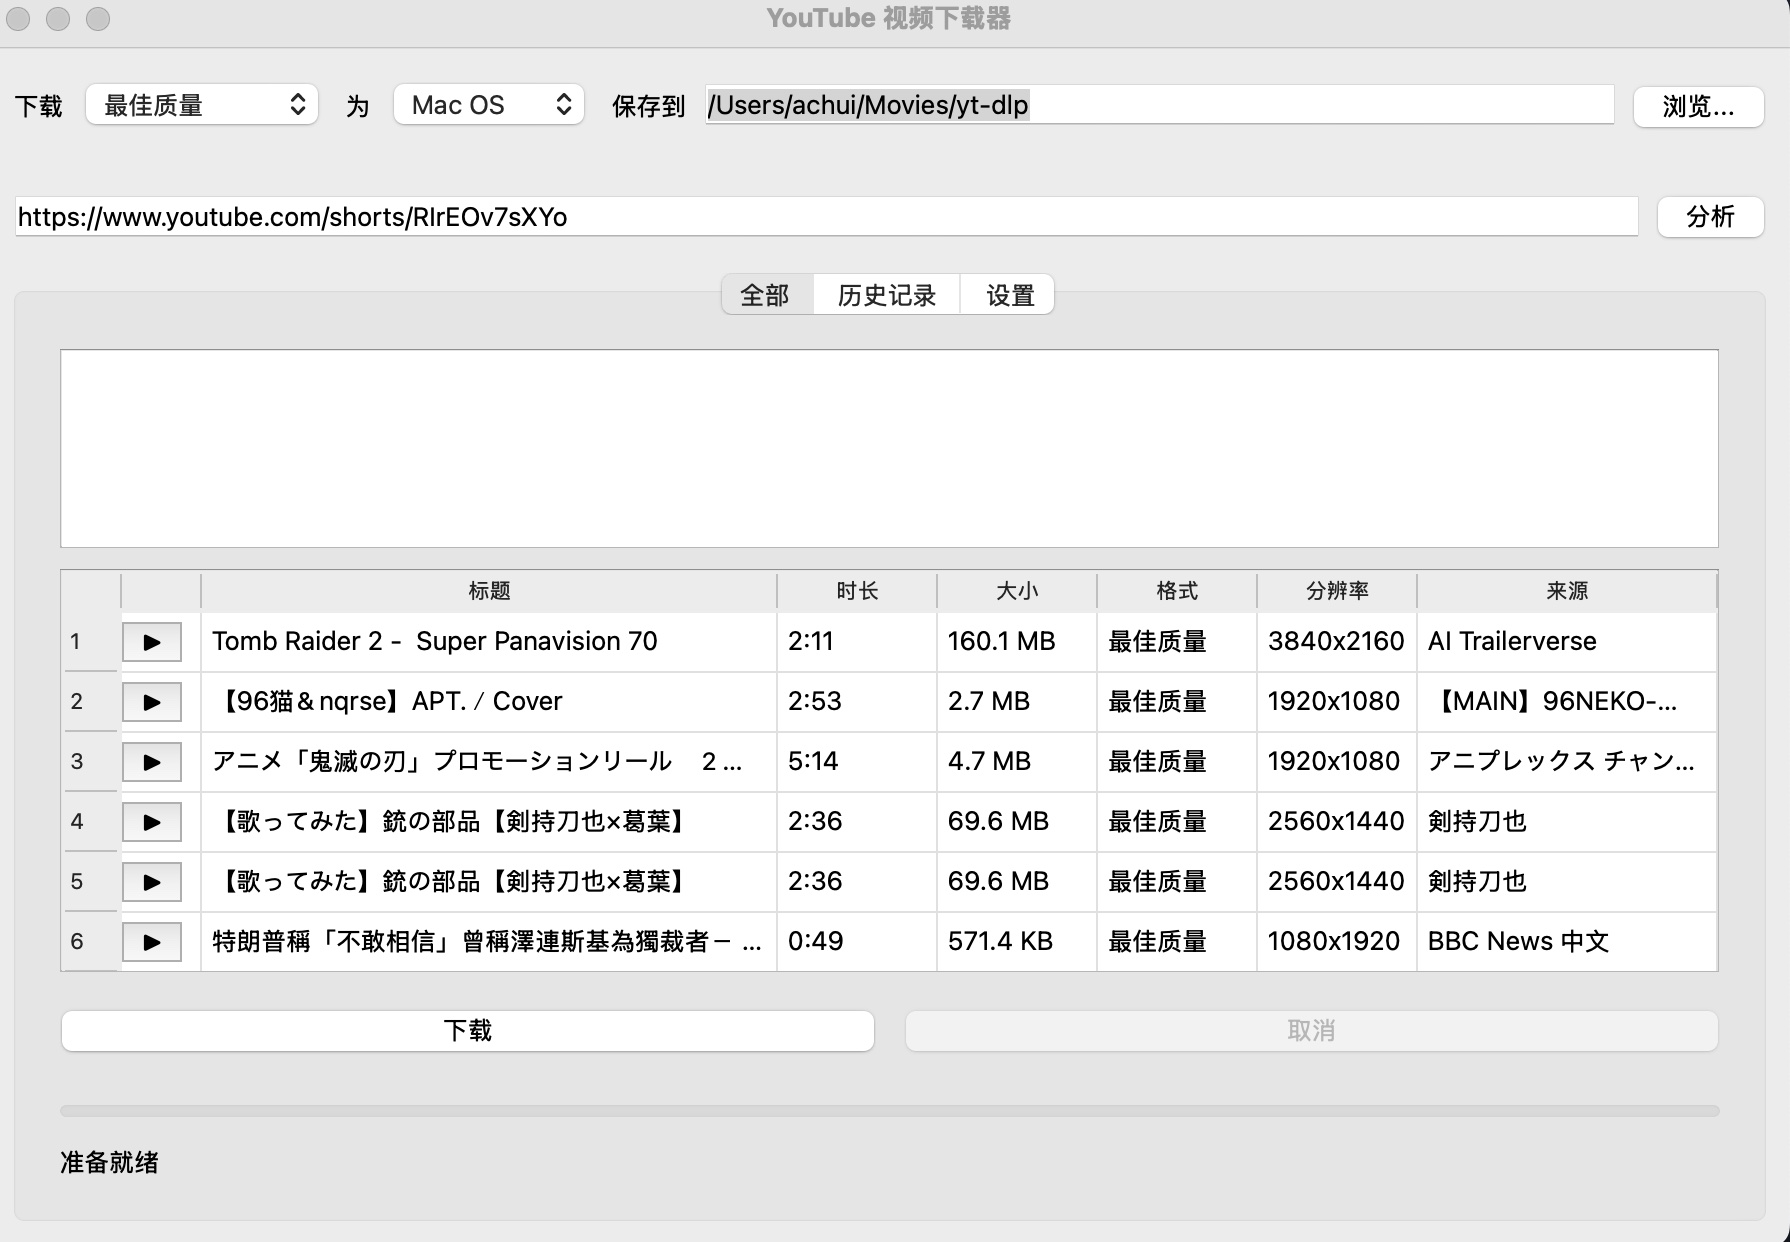 YouTube 视频下载器
下载 最佳质量 为 Mac OS 保存到 /Users/achui/Movies/yt-dlp 浏览...
https://www.youtube.com/shorts/RIrEOv7sXYo 分析
全部 历史记录 设置
标题 时长 大小 格式 分辨率 来源
1 Tomb Raider 2 - Super Panavision 70 2:11 160.1 MB 最佳质量 3840x2160 AI Trailerverse
2 【96猫＆nqrse】APT. / Cover 2:53 2.7 MB 最佳质量 1920x1080 【MAIN】96NEKO-...
3 アニメ「鬼滅の刃」プロモーションリール　2 ... 5:14 4.7 MB 最佳质量 1920x1080 アニプレックス チャン...
4 【歌ってみた】銃の部品【剣持刀也×葛葉】 2:36 69.6 MB 最佳质量 2560x1440 剣持刀也
5 【歌ってみた】銃の部品【剣持刀也×葛葉】 2:36 69.6 MB 最佳质量 2560x1440 剣持刀也
6 特朗普稱「不敢相信」曾稱澤連斯基為獨裁者－ ... 0:49 571.4 KB 最佳质量 1080x1920 BBC News 中文
下载 取消
准备就绪